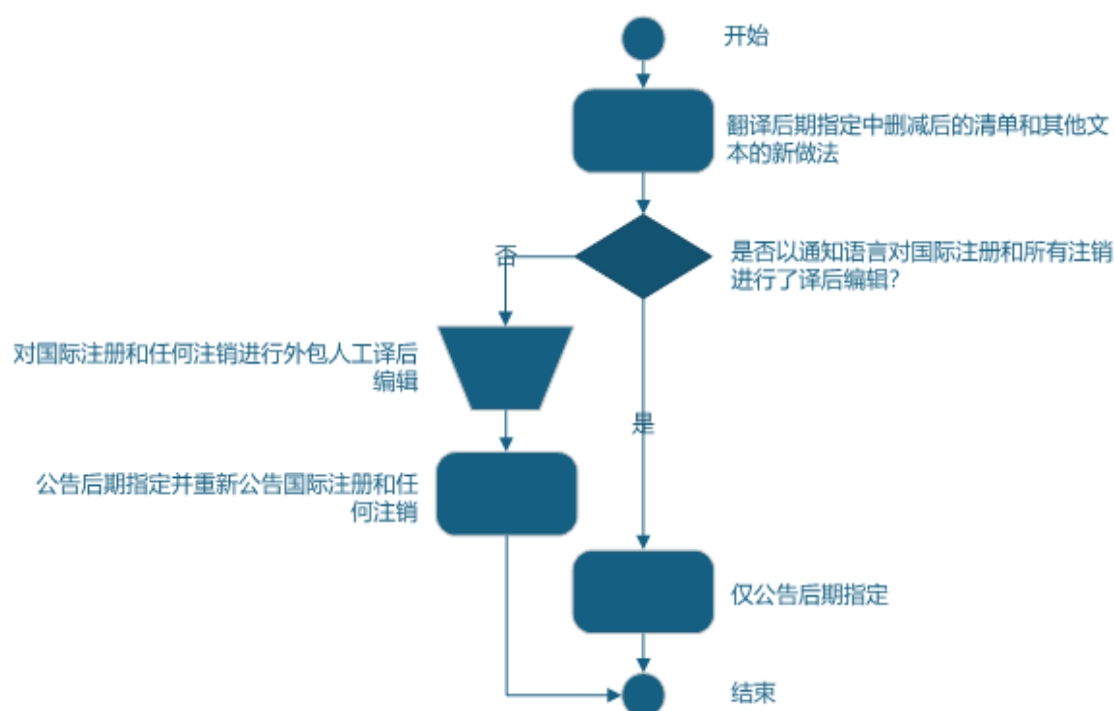 开始
翻译后期指定中删减后的清单和其他文
本的新做法
是否以通知语言对国际注册和所有注销
进行了译后编辑？
否
对国际注册和任何注销进行外包人工译后
编辑
是
公告后期指定并重新公告国际注册和任
何注销
仅公告后期指定
结束